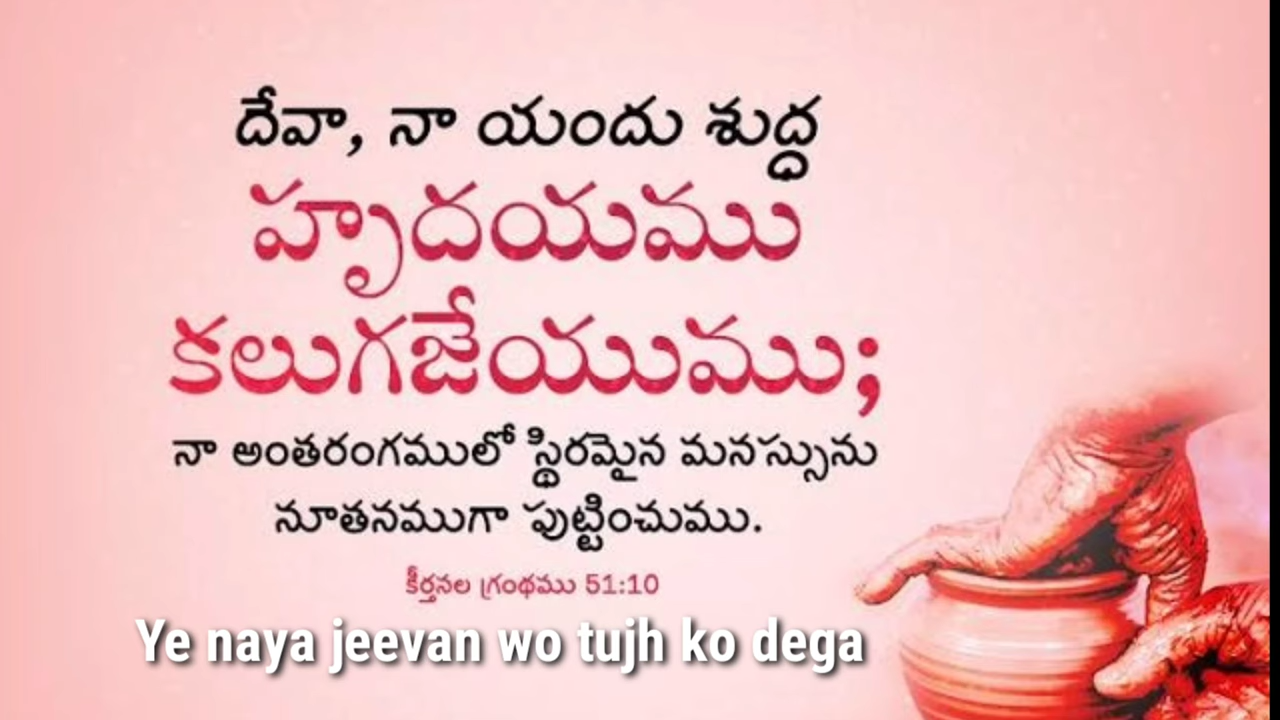 దేవా, నా యందు శుద్ధ
హృదయము
కలుగజేయుము;
నా అంతరంగములో స్థిరమైన మనస్సును
నూతనముగా పుట్టించుము.
కీర్తనల గ్రంథము 51:10
Ye naya jeevan wo tujh ko dega